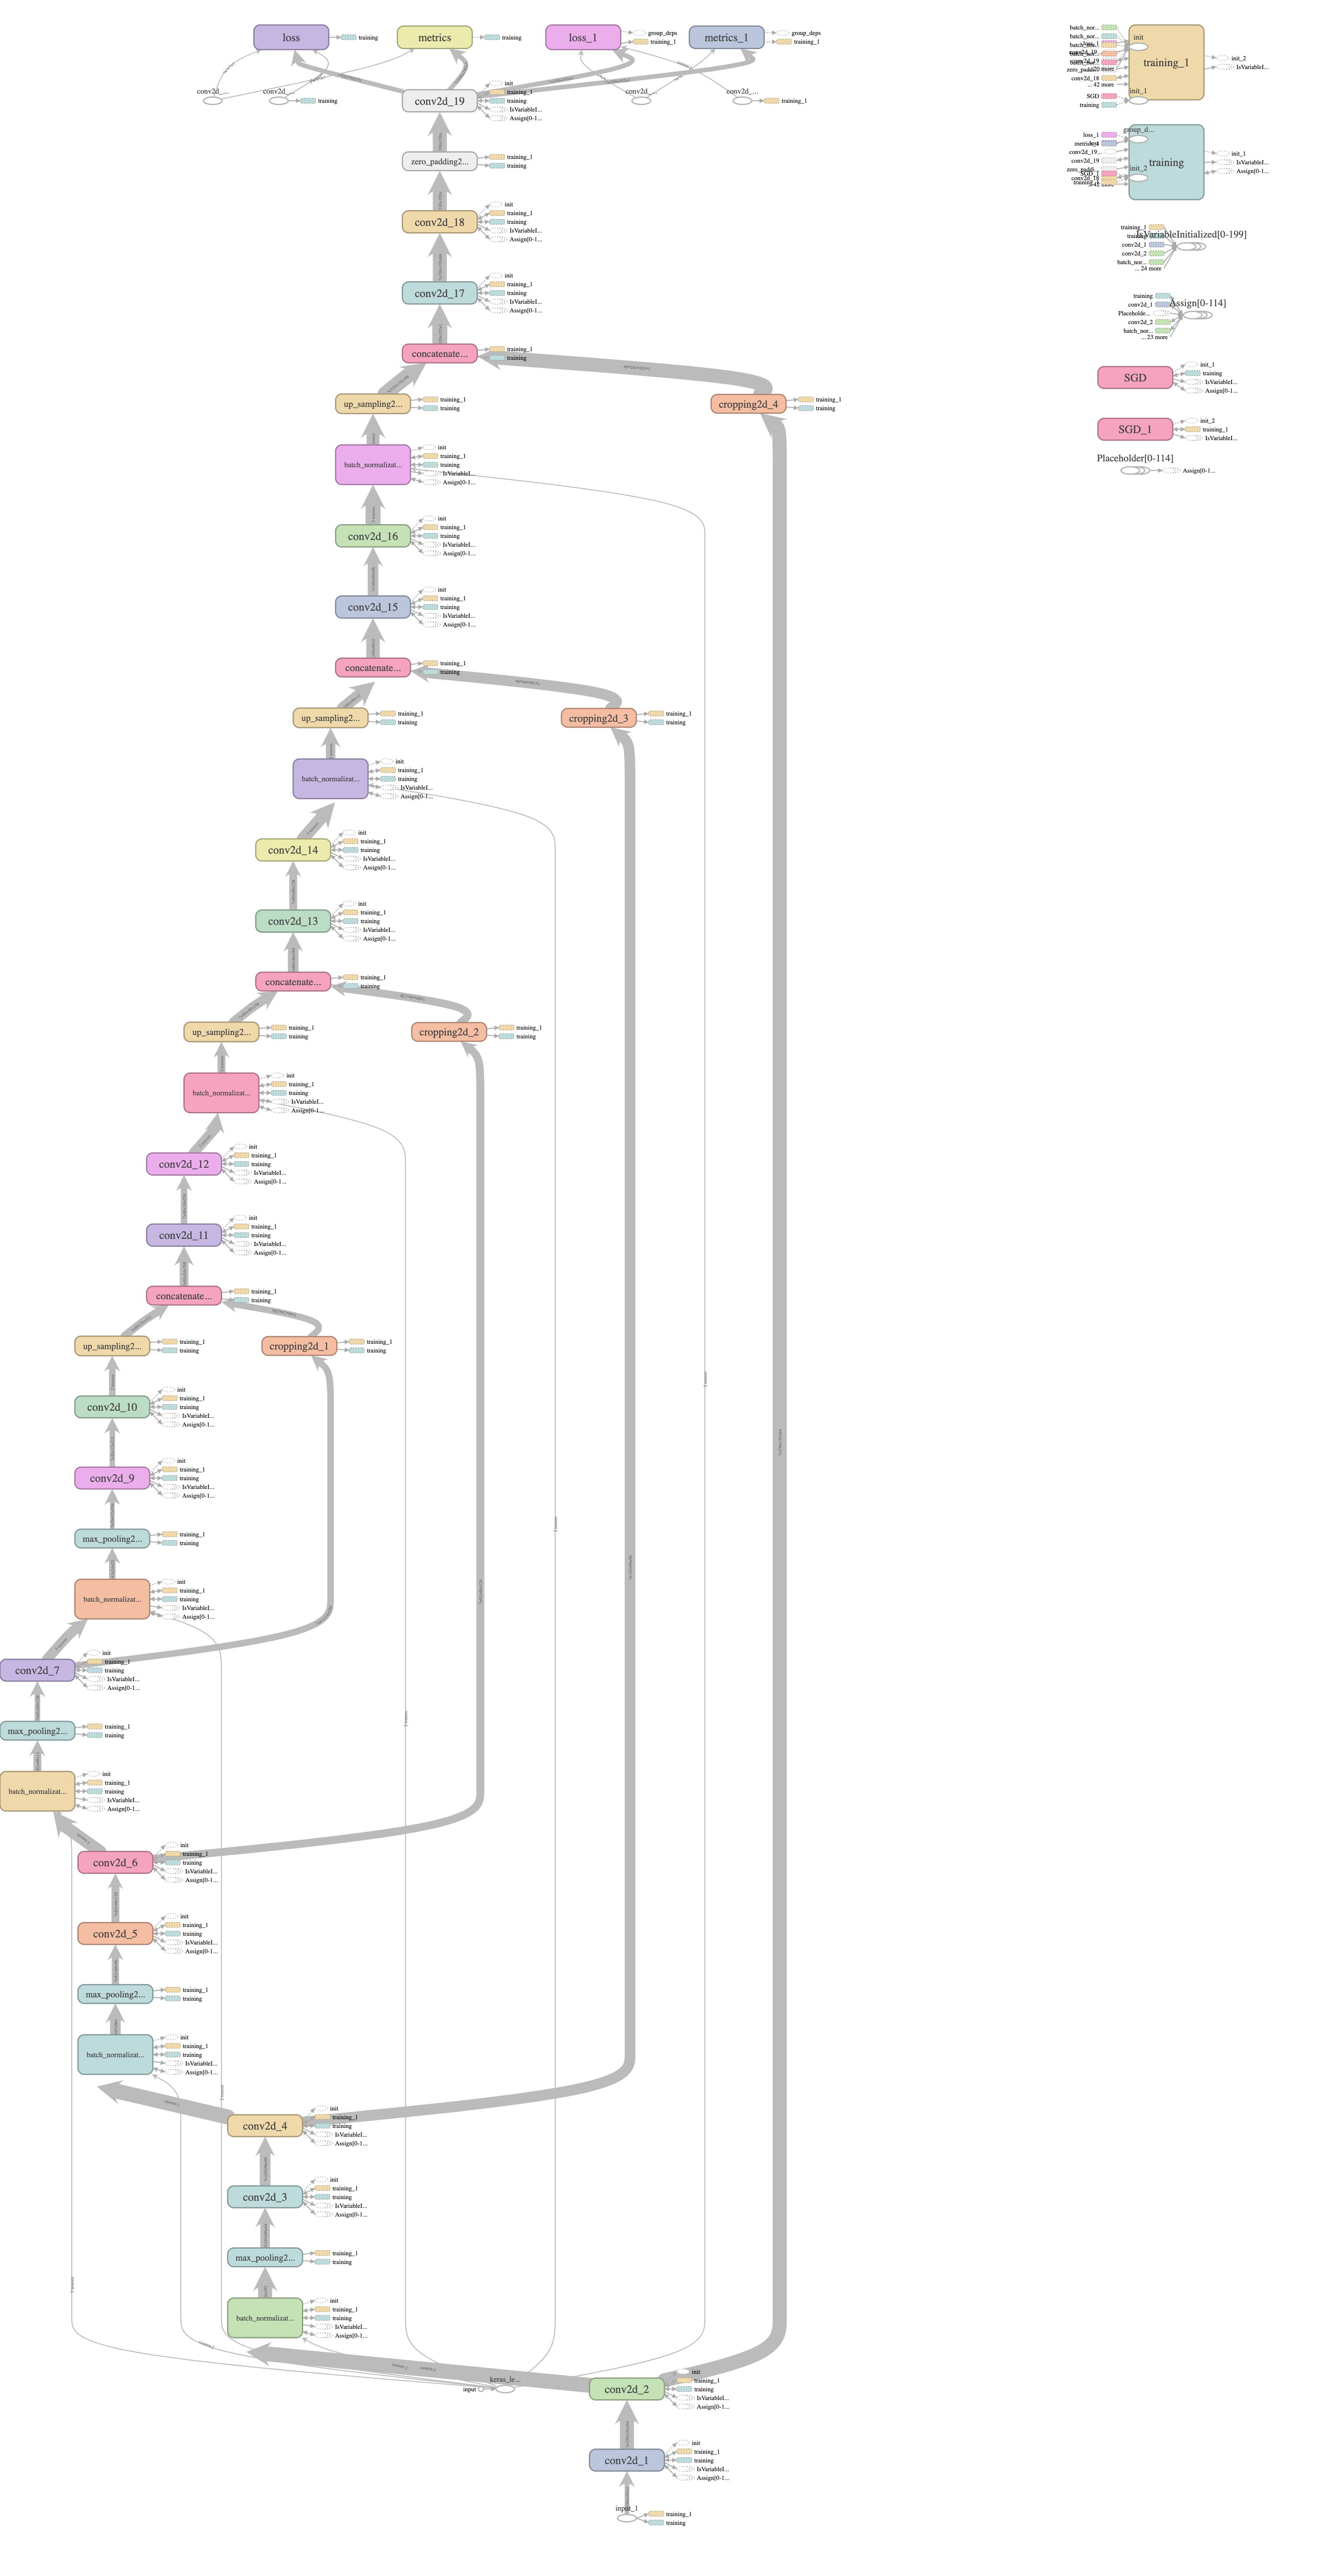 loss
training
metrics
training
loss_1
group_deps
training_1
metrics_1
group_deps
training_1
conv2d_...
conv2d_...
training
conv2d_19
init
training_1
training
IsVariableI...
Assign[0-1...
conv2d_...
conv2d_...
training_1
zero_padding2...
training_1
training
conv2d_18
init
training_1
training
IsVariableI...
Assign[0-1...
conv2d_17
init
training_1
training
IsVariableI...
Assign[0-1...
concatenate...
training_1
training
up_sampling2...
training_1
training
cropping2d_4
training_1
training
batch_normalizat...
init
training_1
training
IsVariableI...
Assign[0-1...
conv2d_16
init
training_1
training
IsVariableI...
Assign[0-1...
conv2d_15
init
training_1
training
IsVariableI...
Assign[0-1...
concatenate...
training_1
training
up_sampling2...
training_1
training
cropping2d_3
training_1
training
batch_normalizat...
init
training_1
training
IsVariableI...
Assign[0-1...
conv2d_14
init
training_1
training
IsVariableI...
Assign[0-1...
conv2d_13
init
training_1
training
IsVariableI...
Assign[0-1...
concatenate...
training_1
training
up_sampling2...
training_1
training
cropping2d_2
training_1
training
batch_normalizat...
init
training_1
training
IsVariableI...
Assign[0-1...
conv2d_12
init
training_1
training
IsVariableI...
Assign[0-1...
conv2d_11
init
training_1
training
IsVariableI...
Assign[0-1...
concatenate...
training_1
training
up_sampling2...
training_1
training
cropping2d_1
training_1
training
conv2d_10
init
training_1
training
IsVariableI...
Assign[0-1...
conv2d_9
init
training_1
training
IsVariableI...
Assign[0-1...
max_pooling2...
training_1
training
batch_normalizat...
init
training_1
training
IsVariableI...
Assign[0-1...
conv2d_7
init
training_1
training
IsVariableI...
Assign[0-1...
max_pooling2...
training_1
training
batch_normalizat...
init
training_1
training
IsVariableI...
Assign[0-1...
conv2d_6
init
training_1
training
IsVariableI...
Assign[0-1...
conv2d_5
init
training_1
training
IsVariableI...
Assign[0-1...
max_pooling2...
training_1
training
batch_normalizat...
init
training_1
training
IsVariableI...
Assign[0-1...
conv2d_4
init
training_1
training
IsVariableI...
Assign[0-1...
conv2d_3
init
training_1
training
IsVariableI...
Assign[0-1...
max_pooling2...
training_1
training
batch_normalizat...
init
training_1
training
IsVariableI...
Assign[0-1...
keras_le...
input
conv2d_2
init
training_1
training
IsVariableI...
Assign[0-1...
conv2d_1
init
training_1
training
IsVariableI...
Assign[0-1...
input_1
training_1
training
batch_nor...
batch_nor...
conv2d_18
... 42 more
SGD
training
init
training_1
init_1
init_2
IsVariableI...
loss_1
conv2d_19...
conv2d_19
zero_paddi...
training
init_2
init_1
IsVariableI...
Assign[0-1...
IsVariableInitialized[0-199]
training_1
conv2d_1
conv2d_2
batch_nor...
... 24 more
Assign[0-114]
training
conv2d_1
Placeholde...
conv2d_2
batch_nor...
... 23 more
SGD
init_1
training
IsVariableI...
Assign[0-1...
SGD_1
init_2
training_1
IsVariableI...
Placeholder[0-114]
Assign[0-1...